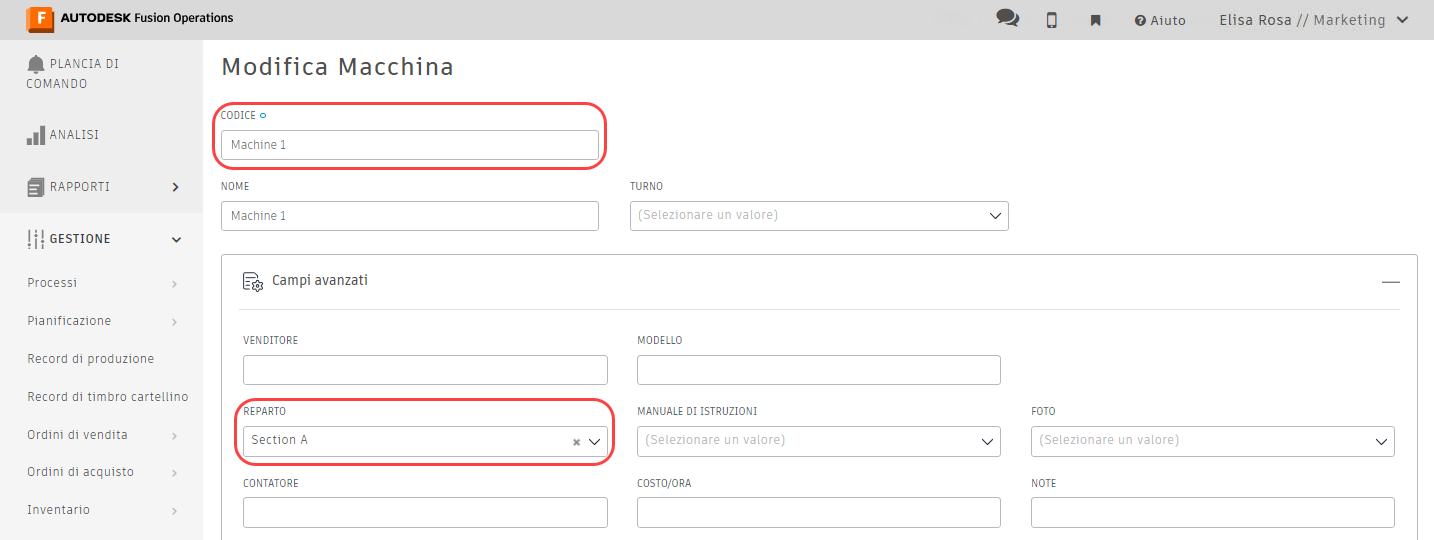 AUTODESK Fusion Operations
Aiuto
Elisa Rosa // Marketing
PLANCIA DI
COMANDO
ANALISI
RAPPORTI
GESTIONE
Processi
Pianificazione
Record di produzione
Record di timbro cartellino
Ordini di vendita
Ordini di acquisto
Inventario
Modifica Macchina
CODICE
Machine 1
NOME
TURNO
Machine 1
(Selezionare un valore)
Campi avanzati
VENDITORE
MODELLO
REPARTO
MANUALE DI ISTRUZIONI
FOTO
Section A
(Selezionare un valore)
(Selezionare un valore)
CONTATORE
COSTO/ORA
NOTE